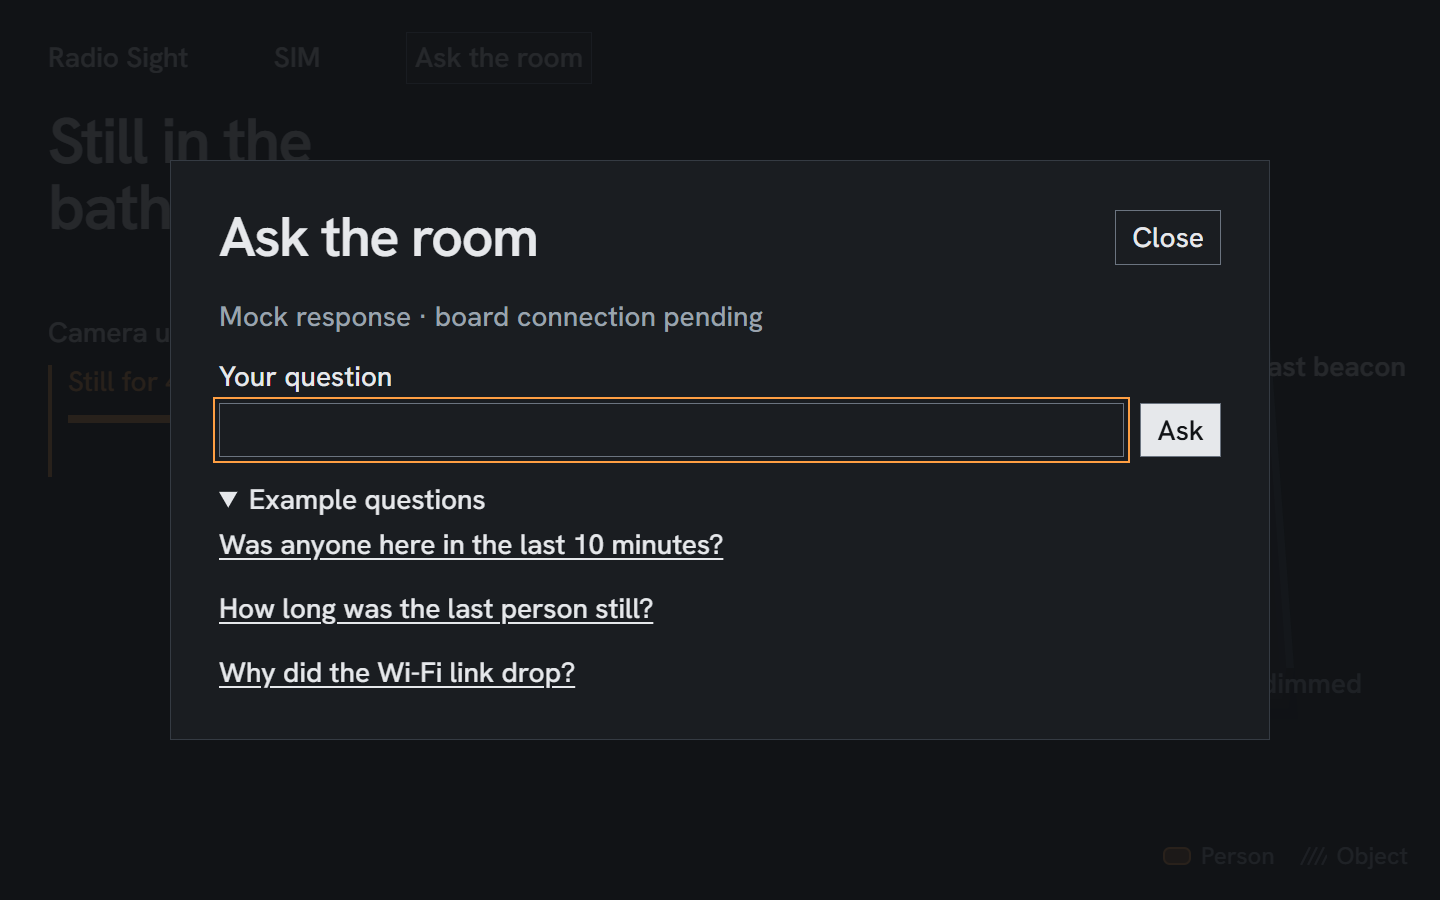 Radio Sight SIM Ask the room
Still in the
bath
Ask the room
Close
Mock response · board connection pending
Camera u
Your question
Still for
ast beacon
Ask
Example questions
Was anyone here in the last 10 minutes?
How long was the last person still?
Why did the Wi-Fi link drop?
dimmed
Person
Object